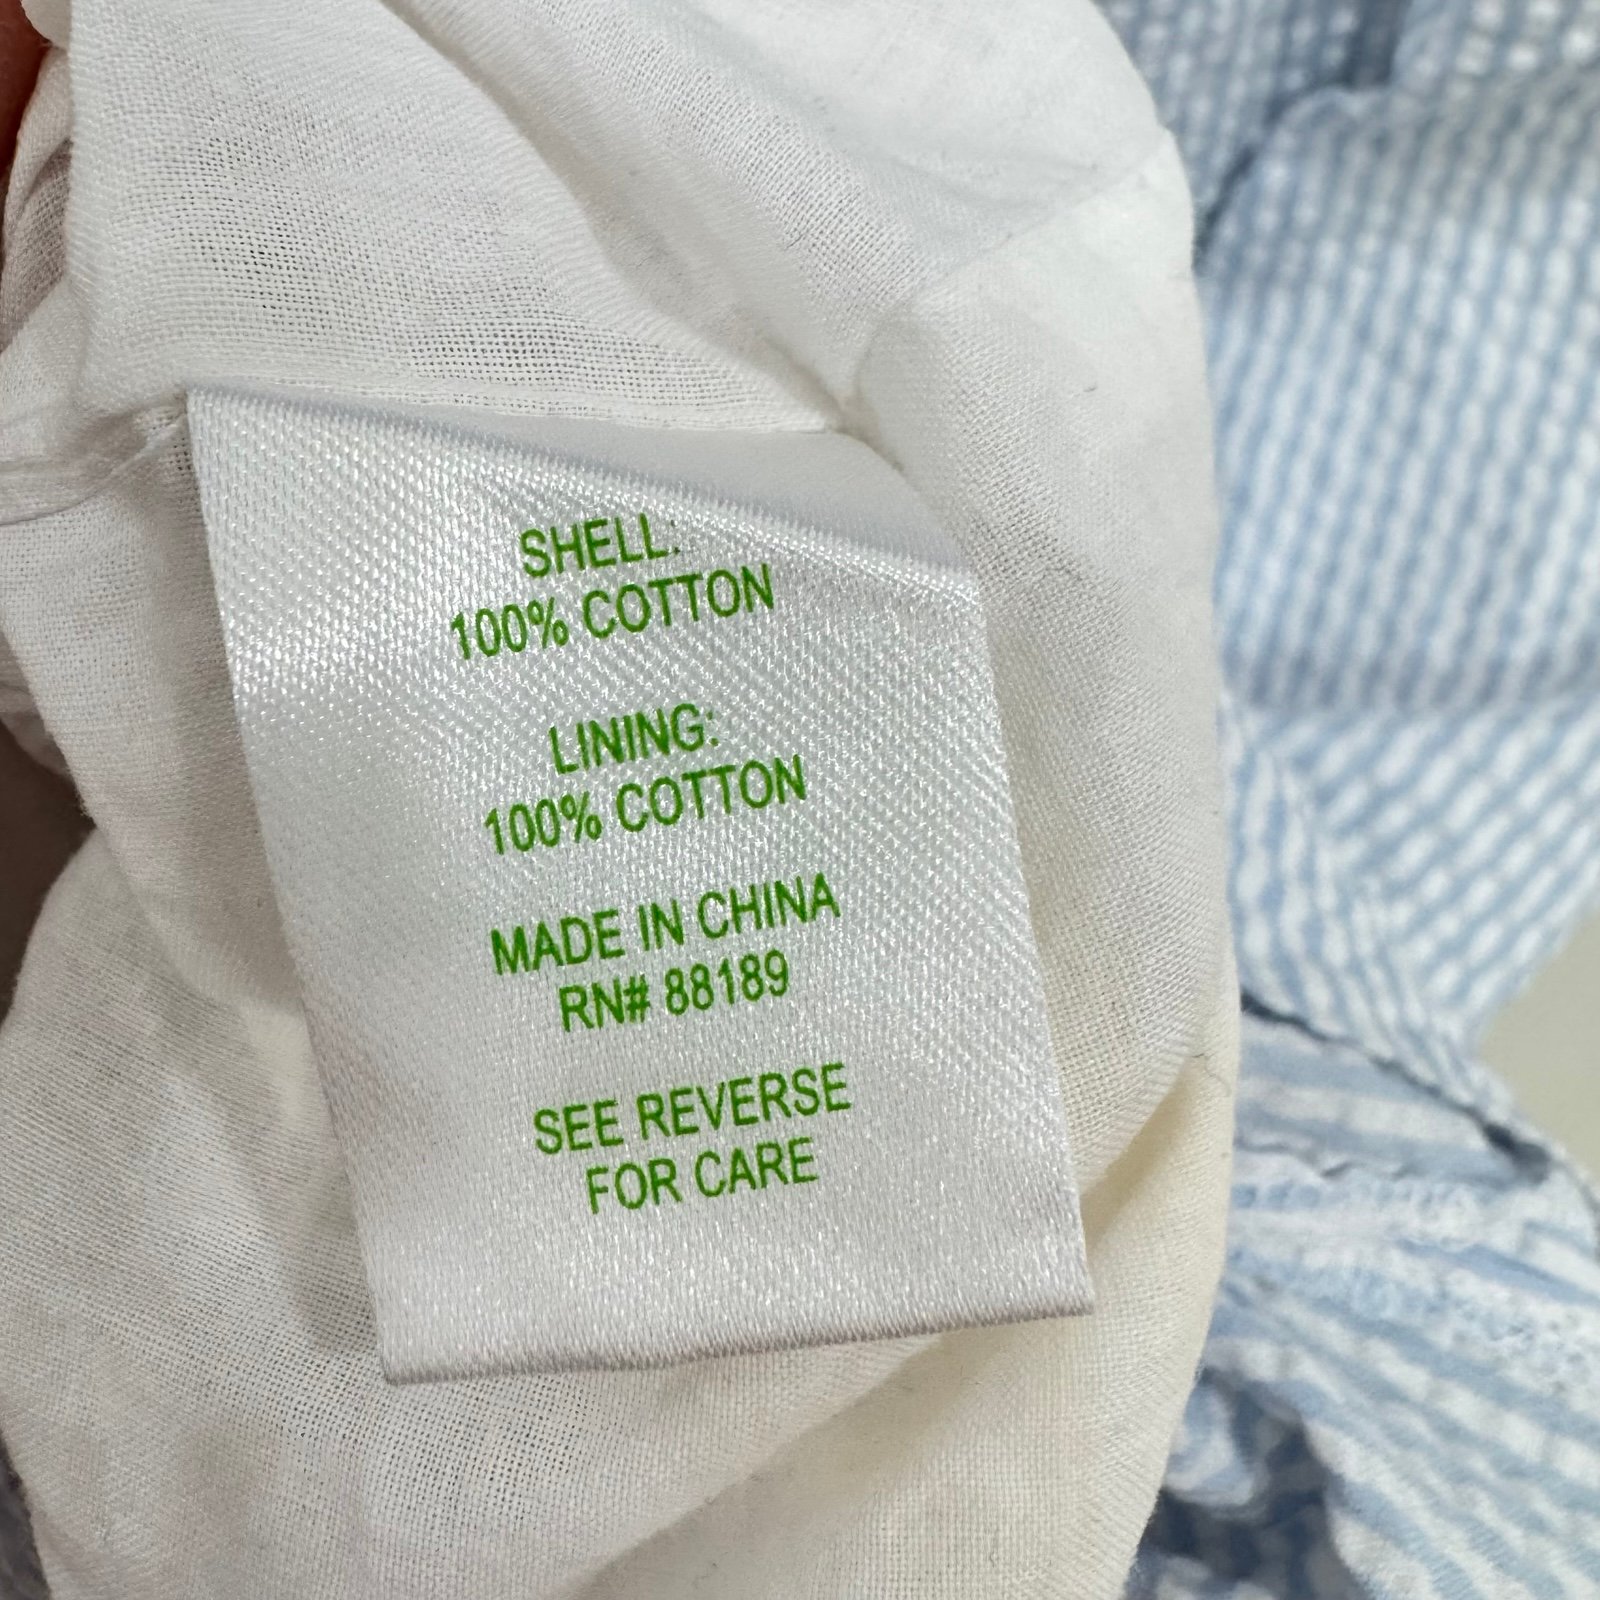 SHELL:
100% COTTON
LINING:
100% COTTON
MADE IN CHINA
RN# 88189
SEE REVERSE
FOR CARE